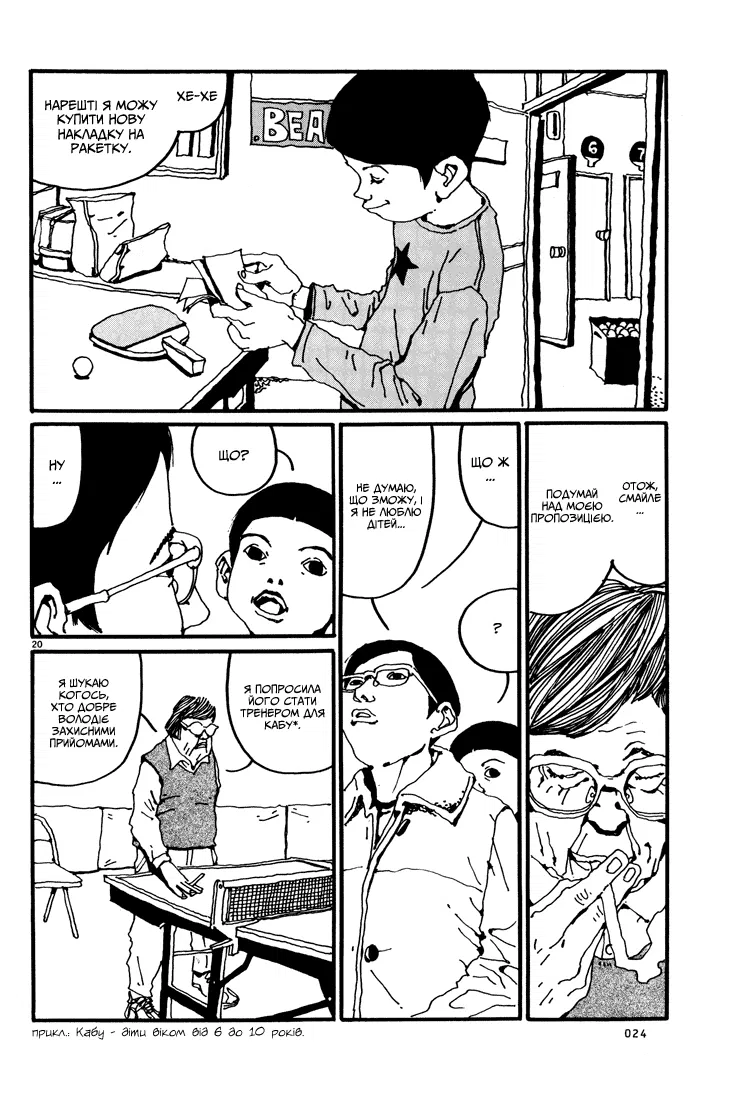 ХЕ-ХЕ
НАРЕШТІ Я МОЖУ
КУПИТИ НОВУ
НАКЛАДКУ НА
РАКЕТКУ.
BEA
6
7
ОТОЖ,
СМАЙЛЕ
...
ПОДУМАЙ
НАД МОЄЮ
ПРОПОЗИЦІЄЮ.
ЩО Ж
...
НЕ ДУМАЮ,
ЩО ЗМОЖУ, І
Я НЕ ЛЮБЛЮ
ДІТЕЙ...
?
ЩО?
НУ
...
20
Я ПОПРОСИЛА
ЙОГО СТАТИ
ТРЕНЕРОМ ДЛЯ
КАБУ*.
Я ШУКАЮ
КОГОСЬ,
ХТО ДОБРЕ
ВОЛОДІЄ
ЗАХИСНИМИ
ПРИЙОМАМИ.
прикл.: Кабу - діти віком від 6 до 10 років.
024